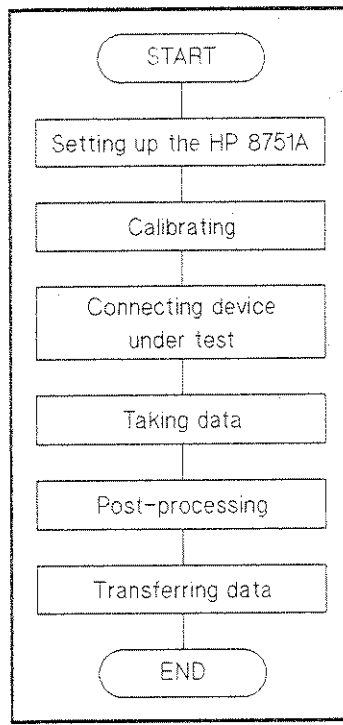 START
Setting up the HP 8751A
Calibrating
Connecting device
under test
Taking data
Post-processing
Transferring data
END